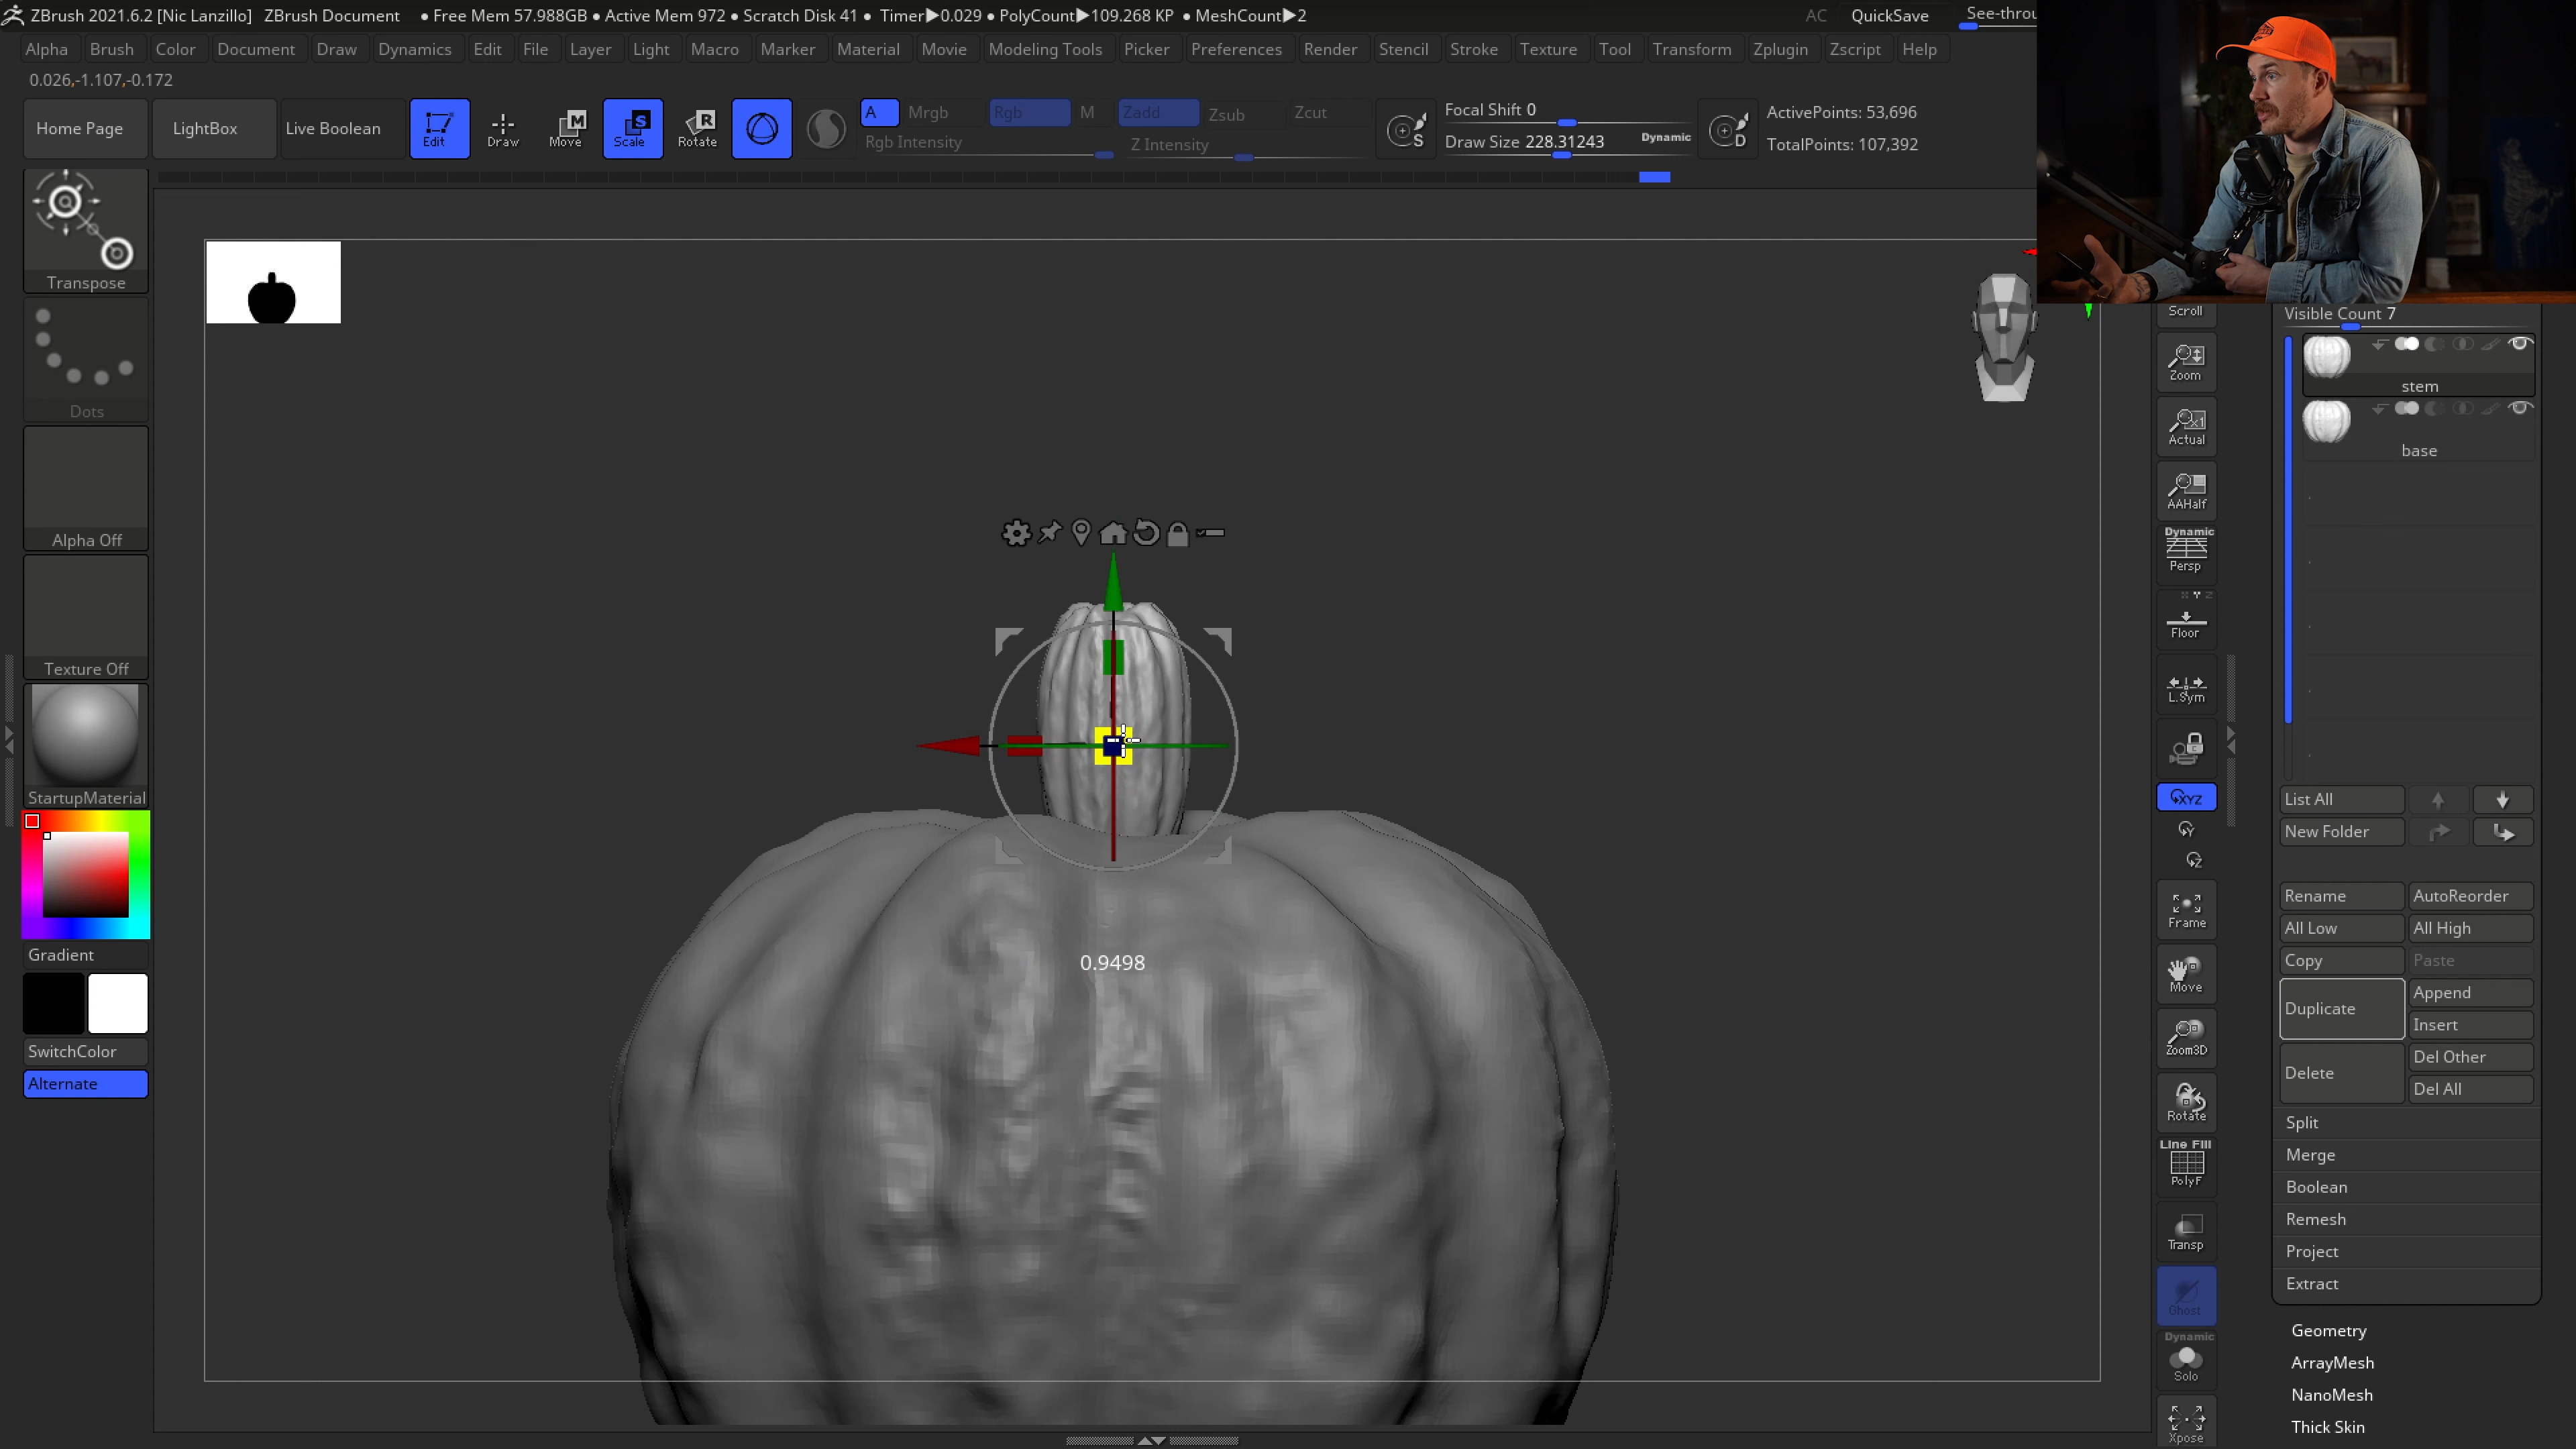 ZBrush 2021.6.2 [Nic Lanzillo] ZBrush Document • Free Mem 57.988GB • Active Mem 972 • Scratch Disk 41 • Timer▶0.029 • PolyCount▶109.268 KP • MeshCount▶2 AC QuickSave See-throu
Alpha Brush Color Document Draw Dynamics Edit File Layer Light Macro Marker Material Movie Modeling Tools Picker Preferences Render Stencil Stroke Texture Tool Transform Zplugin Zscript Help
0.026,-1.107,-0.172
Home Page LightBox Live Boolean Edit Draw Move Scale Rotate A Mrgb Rgb M Zadd Zsub Zcut
Rgb Intensity Z Intensity
Focal Shift 0
Draw Size 228.31243 Dynamic
ActivePoints: 53,696
TotalPoints: 107,392
M S R S D
Transpose
Dots
Alpha Off
Texture Off
StartupMaterial
Gradient
SwitchColor
Alternate
0.9498
Scroll
Zoom
Actual
AAHalf
Dynamic
Persp
X Y Z
Floor
L.Sym
XYZ
Y
Z
Frame
Move
Zoom3D
Rotate
Line Fill
PolyF
Transp
Ghost
Dynamic
Solo
Xpose
Visible Count 7
stem
base
List All
New Folder
Rename AutoReorder
All Low All High
Copy Paste
Duplicate Append
Insert
Delete Del Other
Del All
Split
Merge
Boolean
Remesh
Project
Extract
Geometry
ArrayMesh
NanoMesh
Thick Skin